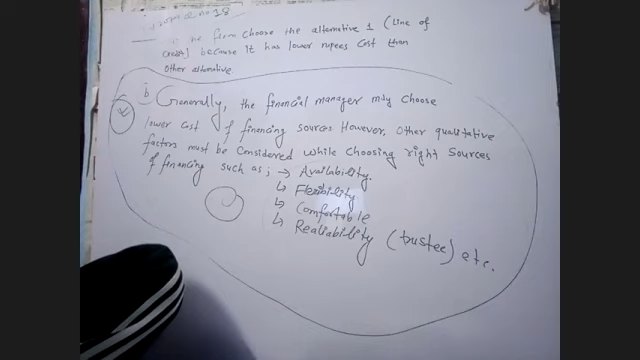 the firm choose the alternative 1 (Line of
Credit) because it has lower rupees cost than
other alternative
b Generally, the financial manager may choose
lower cost of financing sources However, Other qualitative
factors must be Considered while choosing right Sources
of financing such as; → Availability.
↳ Flexibility
↳ Comfortable
↳ Realiability (trustee) etc.